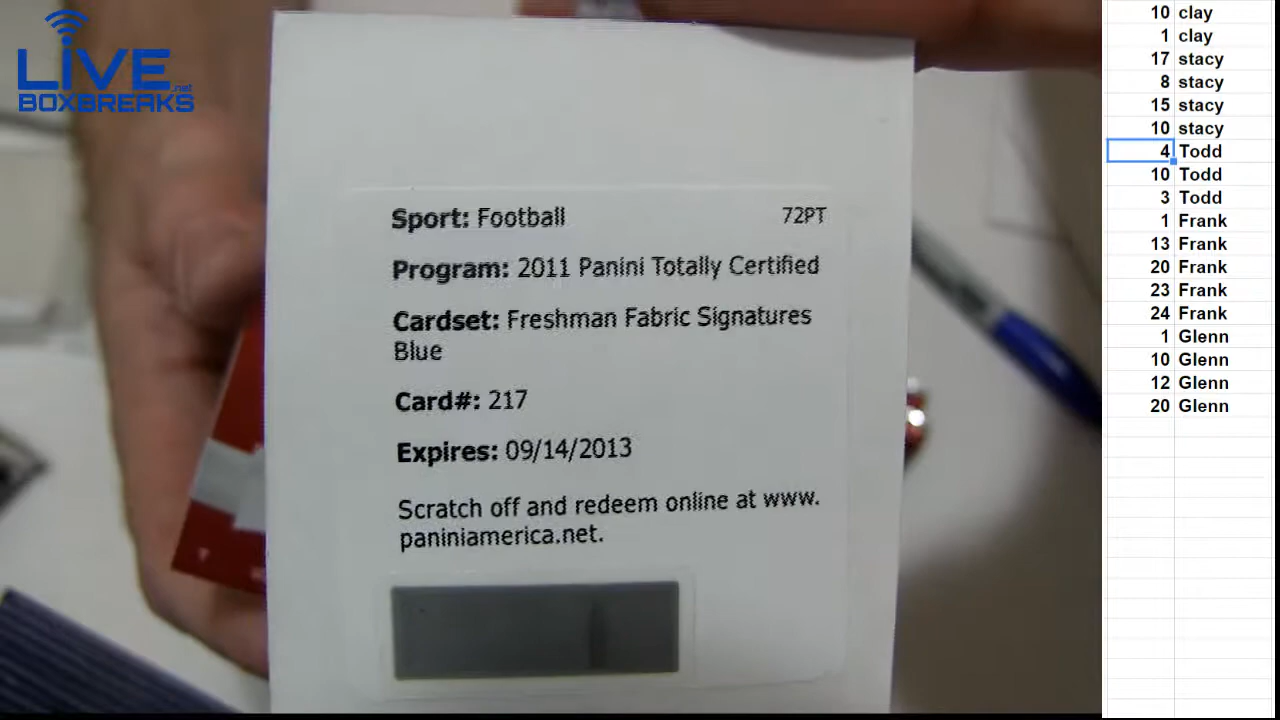 LiVE.net
BOXBREAKS
Sport: Football 72PT
Program: 2011 Panini Totally Certified
Cardset: Freshman Fabric Signatures
Blue
Card#: 217
Expires: 09/14/2013
Scratch off and redeem online at www.
paniniamerica.net.
10 clay
1 clay
17 stacy
8 stacy
15 stacy
10 stacy
4 Todd
10 Todd
3 Todd
1 Frank
13 Frank
20 Frank
23 Frank
24 Frank
1 Glenn
10 Glenn
12 Glenn
20 Glenn